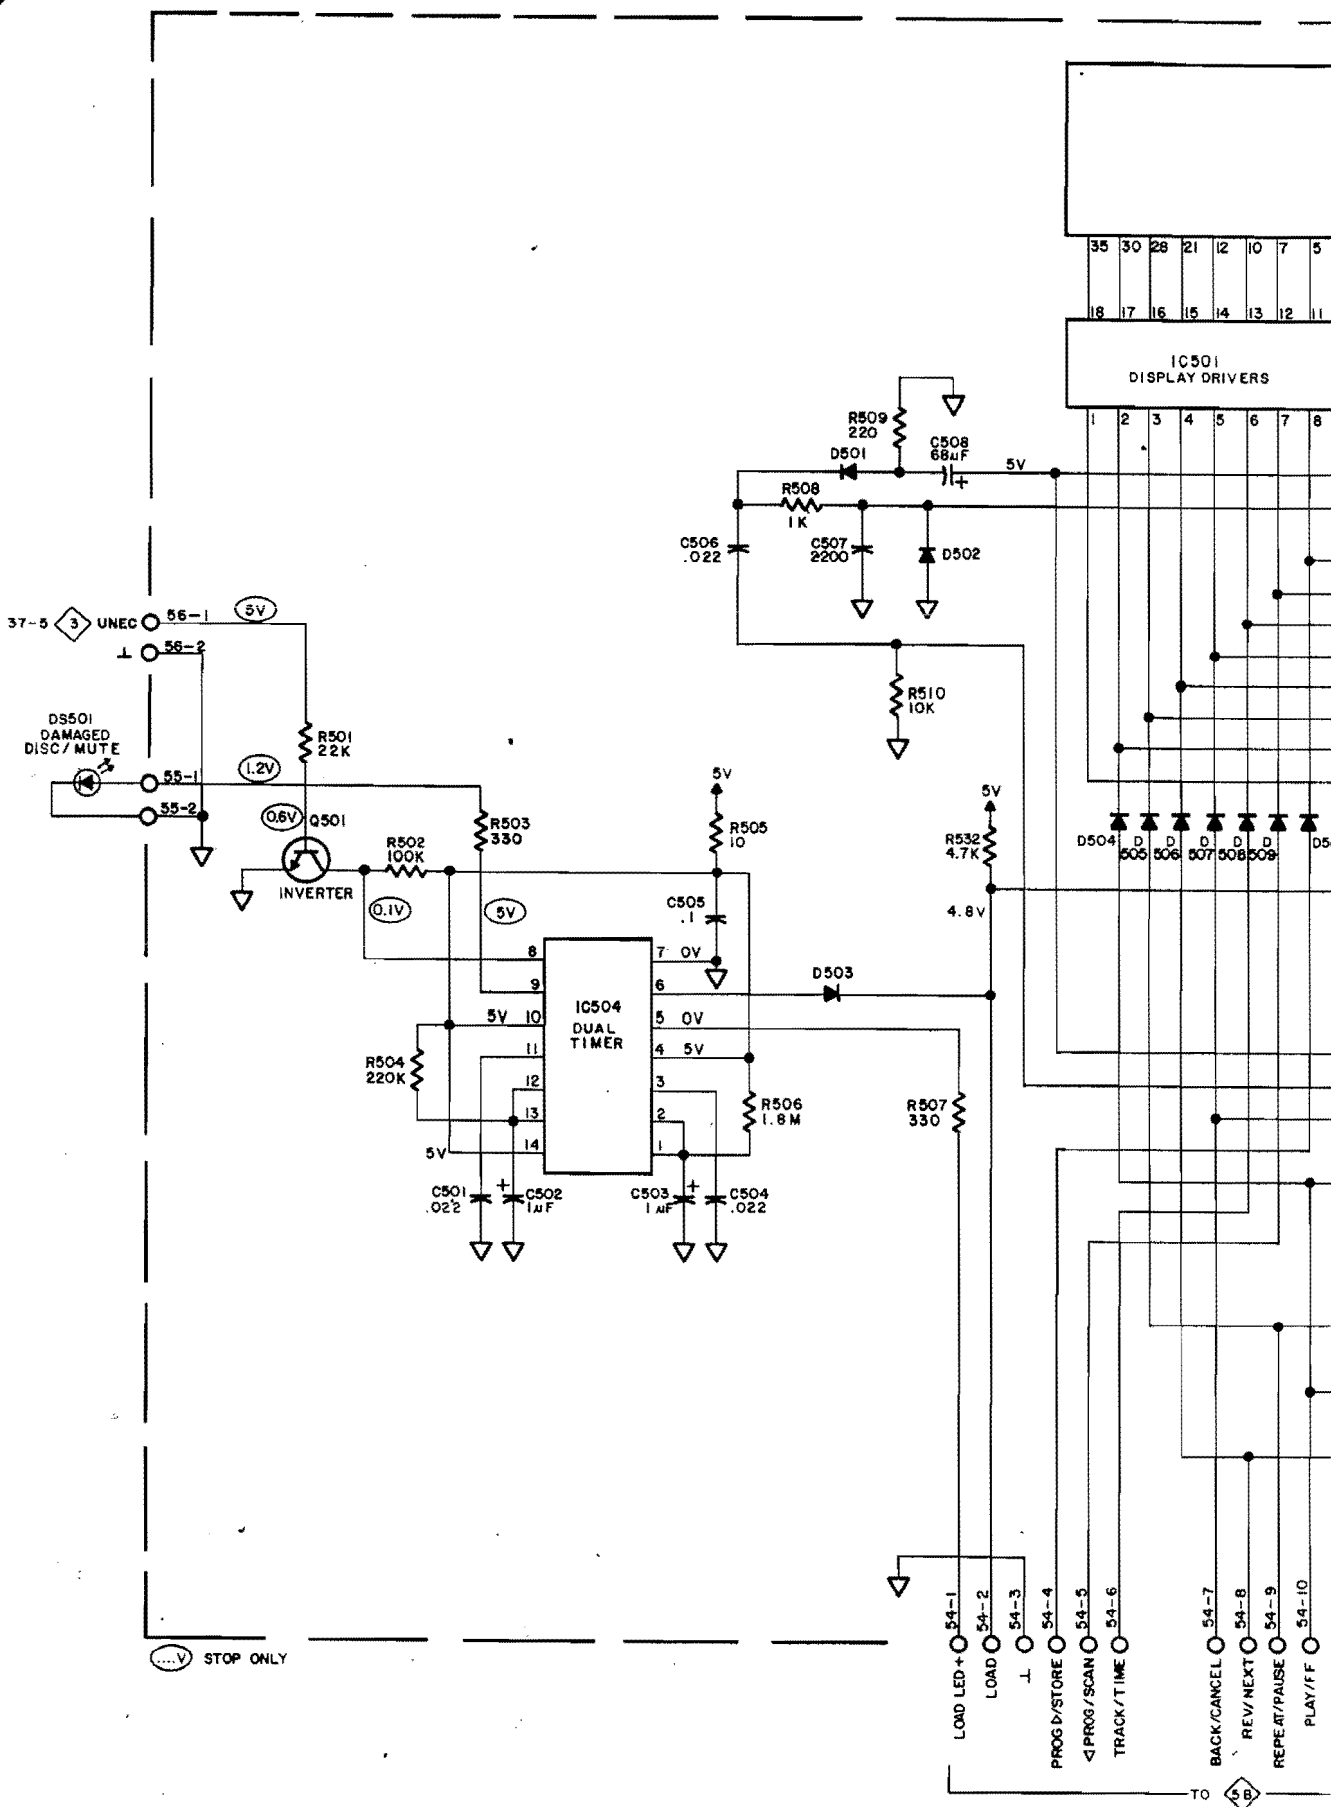 35 30 28 21 12 10 7 5
18 17 16 15 14 13 12 11
IC501
DISPLAY DRIVERS
1 2 3 4 5 6 7 8
R509
220
C508
68µF
+
D501
5V
R508
1K
C506
.022
C507
2200
D502
37-5 3 UNEC 56-1 5V
⊥ 56-2
R510
10K
DS501
DAMAGED
DISC/MUTE
R501
22K
55-1 1.2V
55-2
0.6V Q501
R502
100K
R503
330
5V
R505
10
5V
R532
4.7K
D504 D
505 D
506 D
507 D
508 D
509
INVERTER
0.1V
5V
C505
.1
4.8V
8
9
5V 10
11
12
13
5V 14
IC504
DUAL
TIMER
7 0V
6
5 0V
4 5V
3
2
1
D503
R504
220K
R506
1.8M
R507
330
C501
.022
+
C502
1µF
C503
1µF
+
C504
.022
54-1
54-2
54-3
54-4
54-5
54-6
54-7
54-8
54-9
54-10
LOAD LED+
LOAD
⊥
PROG ▷/STORE
◁ PROG/SCAN
TRACK/TIME
BACK/CANCEL
REV/NEXT
REPEAT/PAUSE
PLAY/FF
....V STOP ONLY
TO 5B